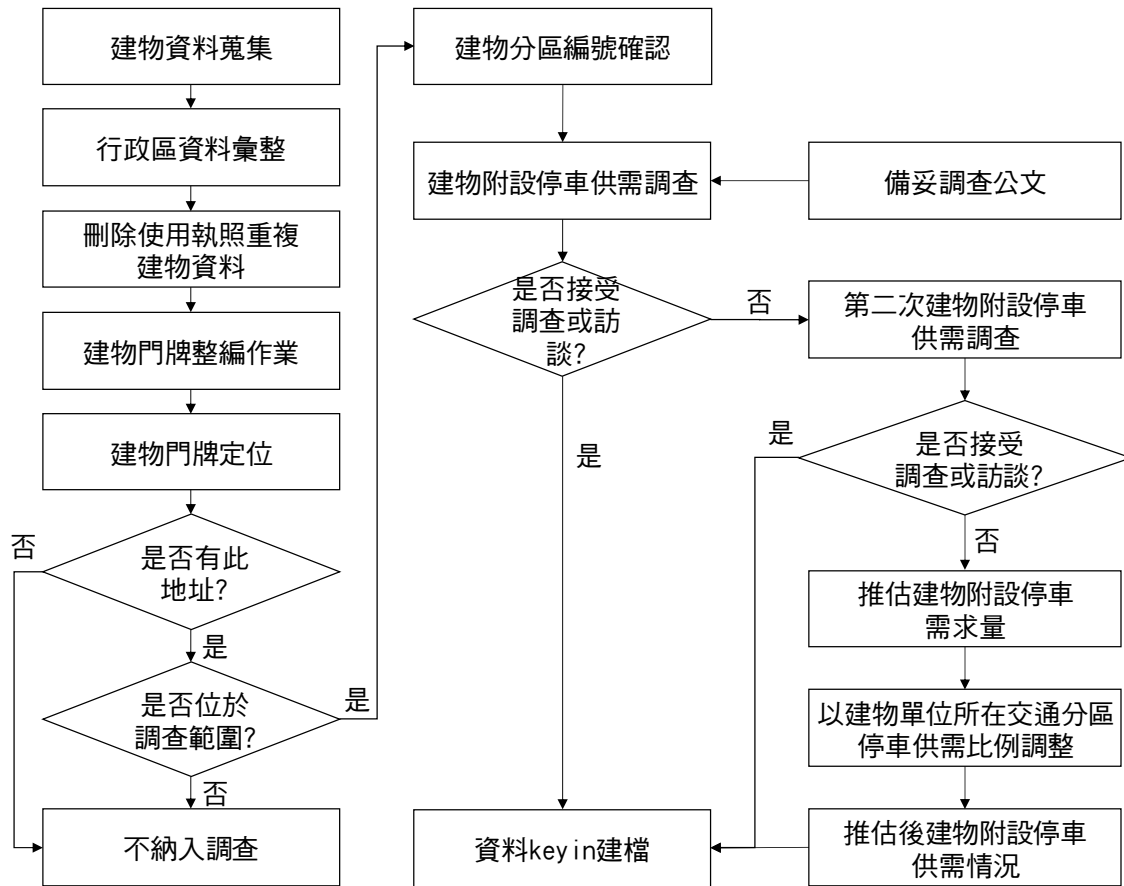 建物資料蒐集
行政區資料彙整
刪除使用執照重複
建物資料
建物門牌整編作業
建物門牌定位
否
是否有此
地址?
是
是否位於
調查範圍?
是
否
不納入調查
建物分區編號確認
建物附設停車供需調查
備妥調查公文
是否接受
調查或訪
談?
否
是
第二次建物附設停車
供需調查
是
是否接受
調查或訪談?
否
推估建物附設停車
需求量
以建物單位所在交通分區
停車供需比例調整
推估後建物附設停車
供需情況
資料key in建檔